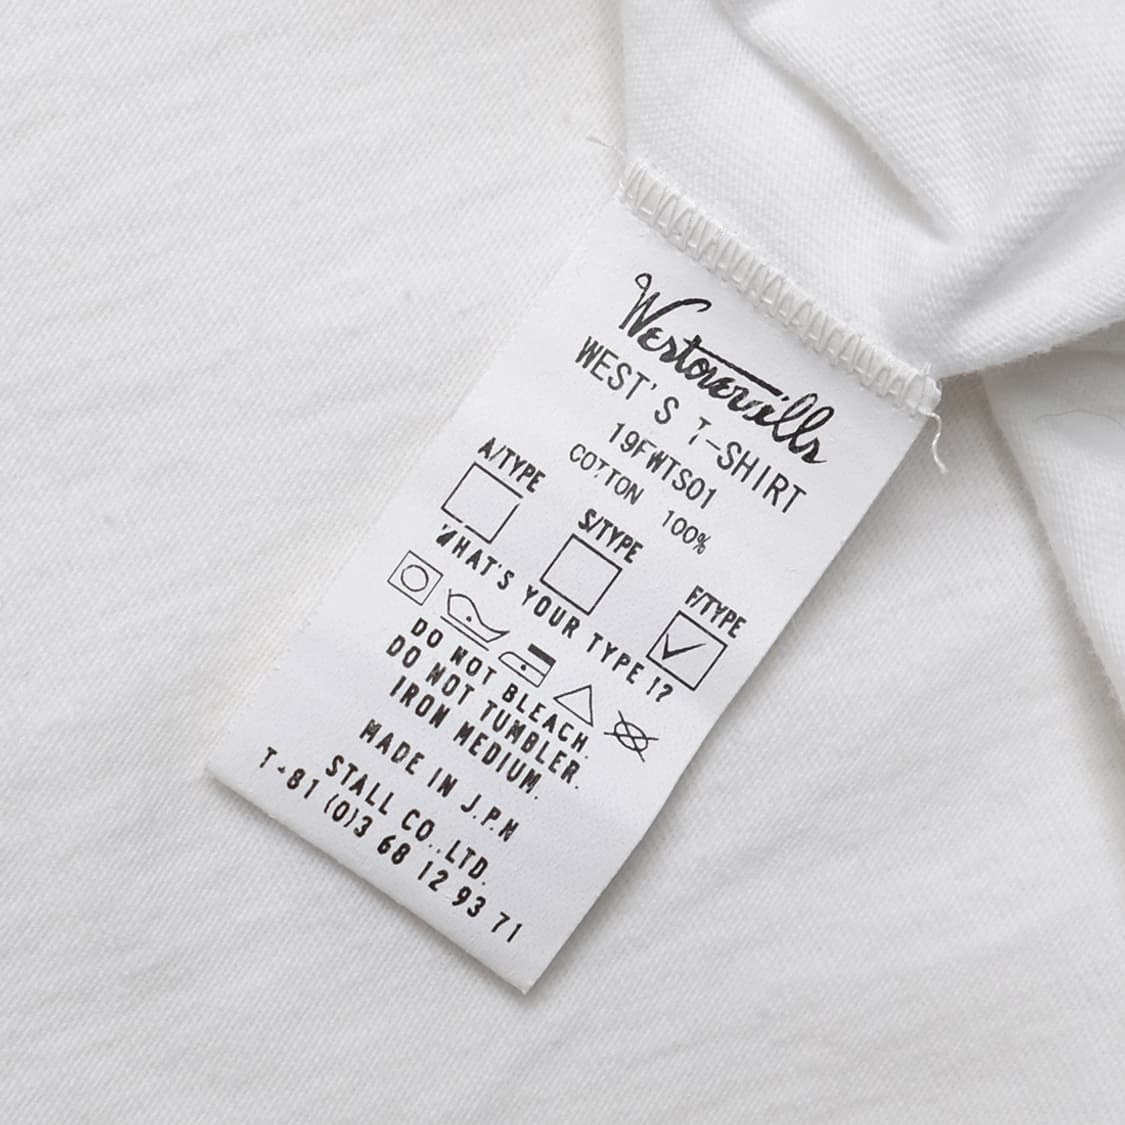 Westoveralls
WEST'S T-SHIRT
19FWTS01
COTTON 100%
A/TYPE S/TYPE F/TYPE
WHAT'S YOUR TYPE !?
DO NOT BLEACH.
DO NOT TUMBLER.
IRON MEDIUM.
MADE IN J.P.N
STALL CO.,LTD.
T-81 (0)3 68 12 93 71